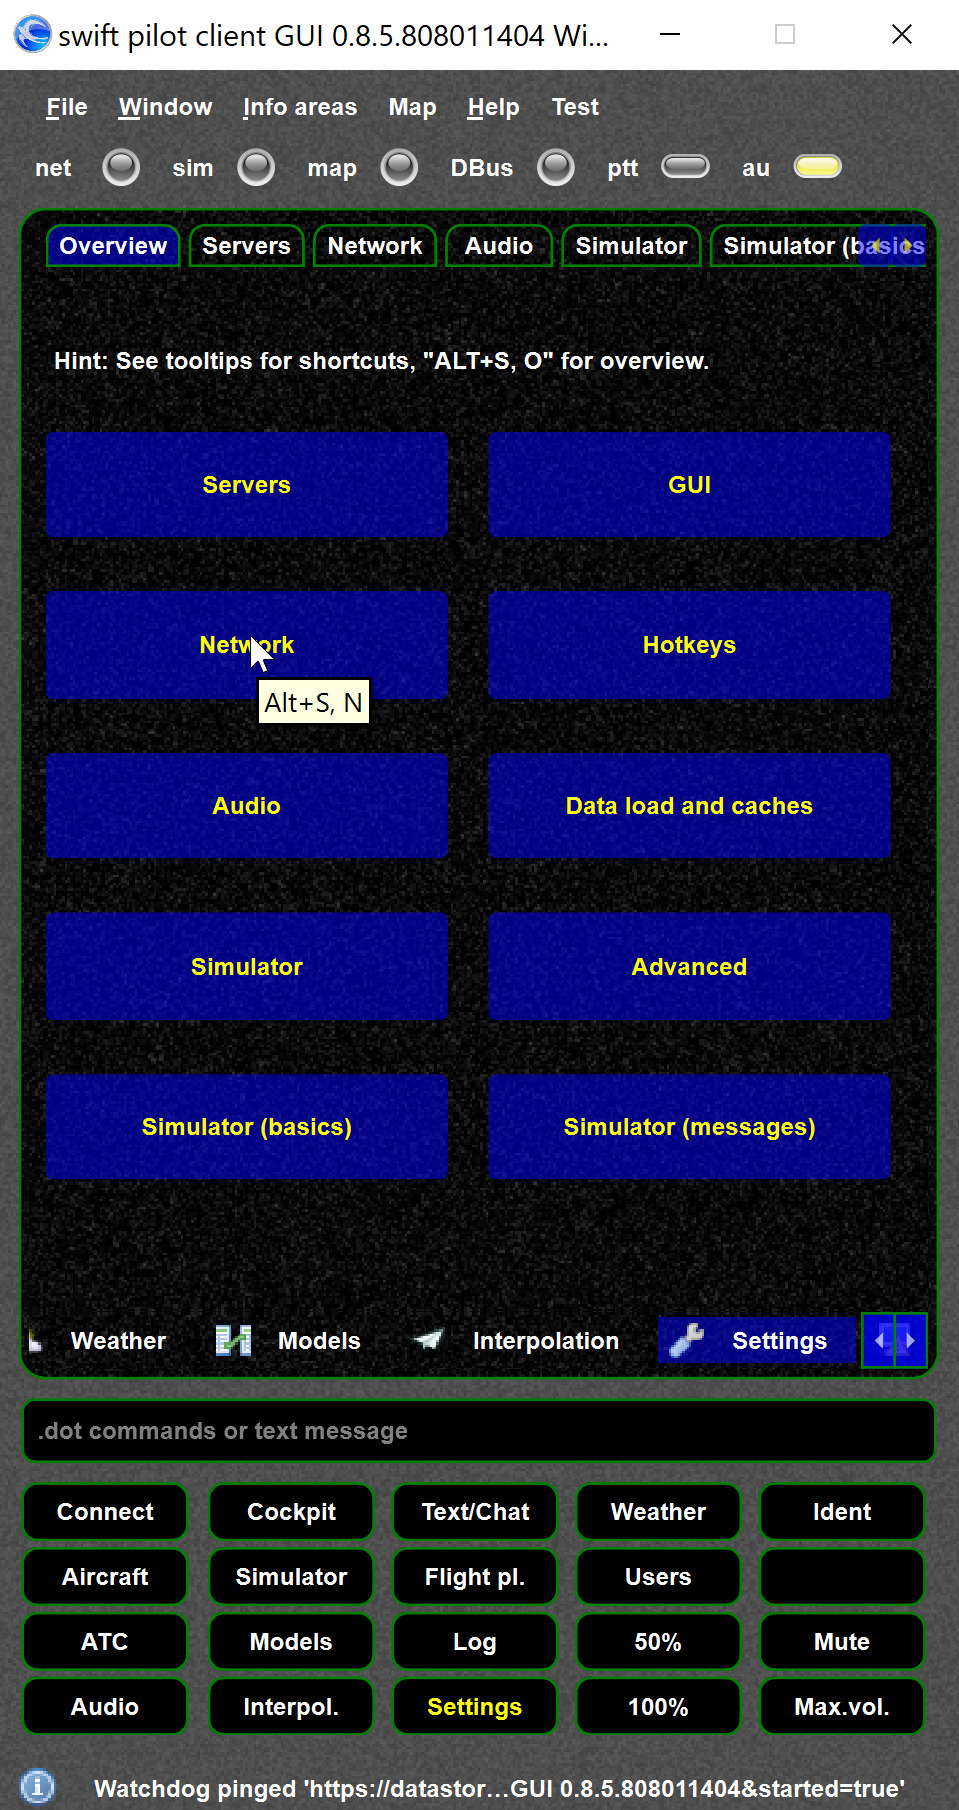 swift pilot client GUI 0.8.5.808011404 Wi...
File Window Info areas Map Help Test
net sim map DBus ptt au
Overview Servers Network Audio Simulator Simulator (basics
Hint: See tooltips for shortcuts, "ALT+S, O" for overview.
Servers GUI
Network Hotkeys
Alt+S, N
Audio Data load and caches
Simulator Advanced
Simulator (basics) Simulator (messages)
Weather Models Interpolation Settings
.dot commands or text message
Connect Cockpit Text/Chat Weather Ident
Aircraft Simulator Flight pl. Users
ATC Models Log 50% Mute
Audio Interpol. Settings 100% Max.vol.
Watchdog pinged 'https://datastor...GUI 0.8.5.808011404&started=true'